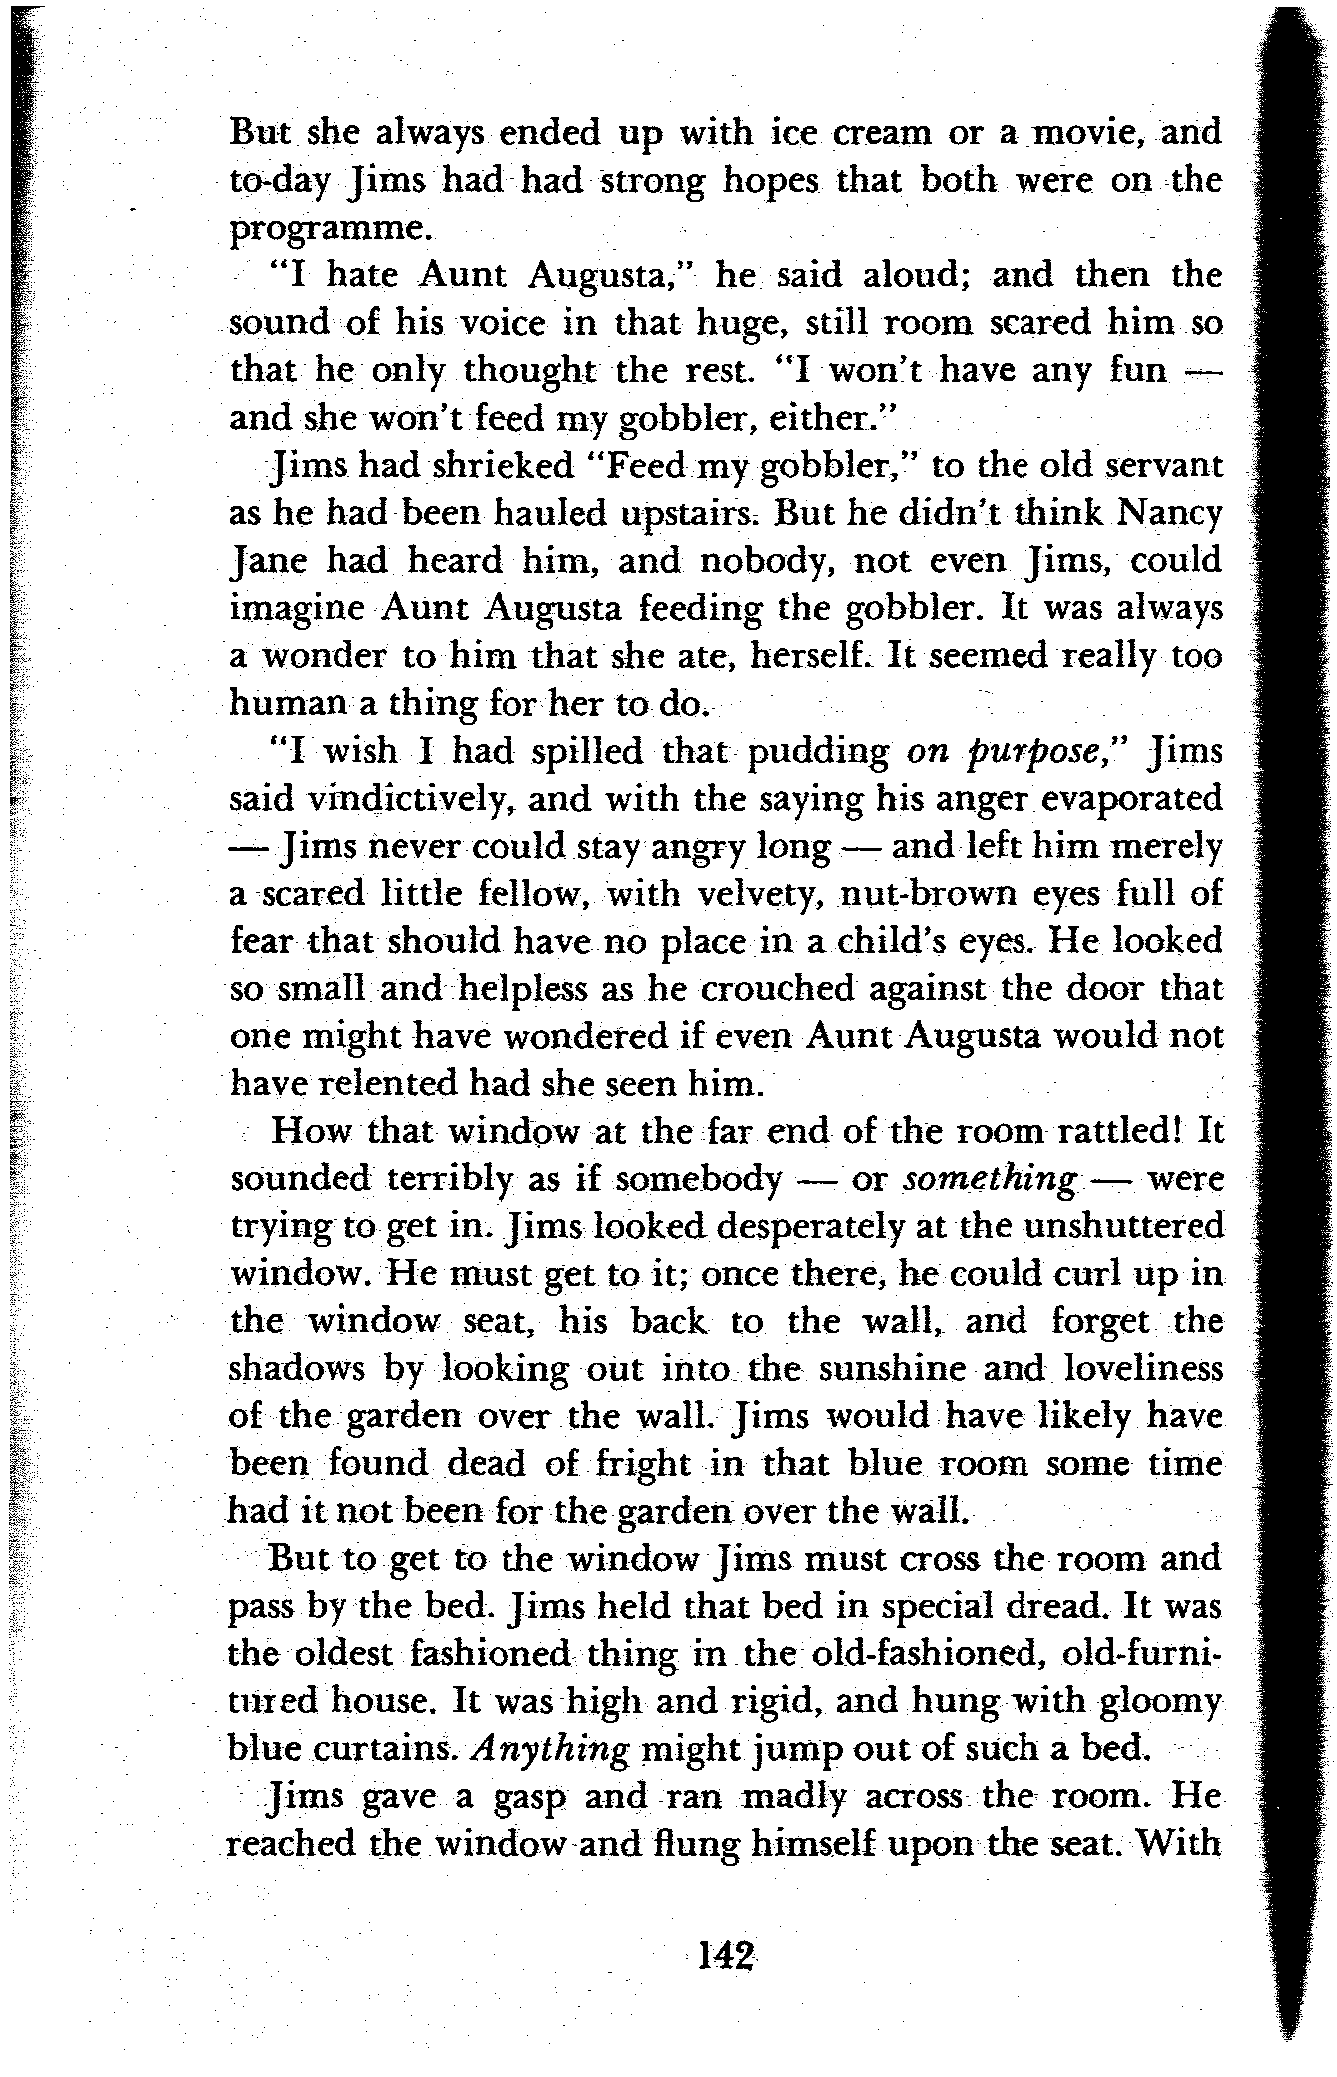 But she always ended up with ice cream or a movie, and
to-day Jims had had strong hopes that both were on the
programme.
"I hate Aunt Augusta," he said aloud; and then the
sound of his voice in that huge, still room scared him so
that he only thought the rest. "I won't have any fun —
and she won't feed my gobbler, either."
Jims had shrieked "Feed my gobbler," to the old servant
as he had been hauled upstairs. But he didn't think Nancy
Jane had heard him, and nobody, not even Jims, could
imagine Aunt Augusta feeding the gobbler. It was always
a wonder to him that she ate, herself. It seemed really too
human a thing for her to do.
"I wish I had spilled that pudding on purpose," Jims
said vindictively, and with the saying his anger evaporated
— Jims never could stay angry long — and left him merely
a scared little fellow, with velvety, nut-brown eyes full of
fear that should have no place in a child's eyes. He looked
so small and helpless as he crouched against the door that
one might have wondered if even Aunt Augusta would not
have relented had she seen him.
How that window at the far end of the room rattled! It
sounded terribly as if somebody — or something — were
trying to get in. Jims looked desperately at the unshuttered
window. He must get to it; once there, he could curl up in
the window seat, his back to the wall, and forget the
shadows by looking out into the sunshine and loveliness
of the garden over the wall. Jims would have likely have
been found dead of fright in that blue room some time
had it not been for the garden over the wall.
But to get to the window Jims must cross the room and
pass by the bed. Jims held that bed in special dread. It was
the oldest fashioned thing in the old-fashioned, old-furni-
tured house. It was high and rigid, and hung with gloomy
blue curtains. Anything might jump out of such a bed.
Jims gave a gasp and ran madly across the room. He
reached the window and flung himself upon the seat. With
142